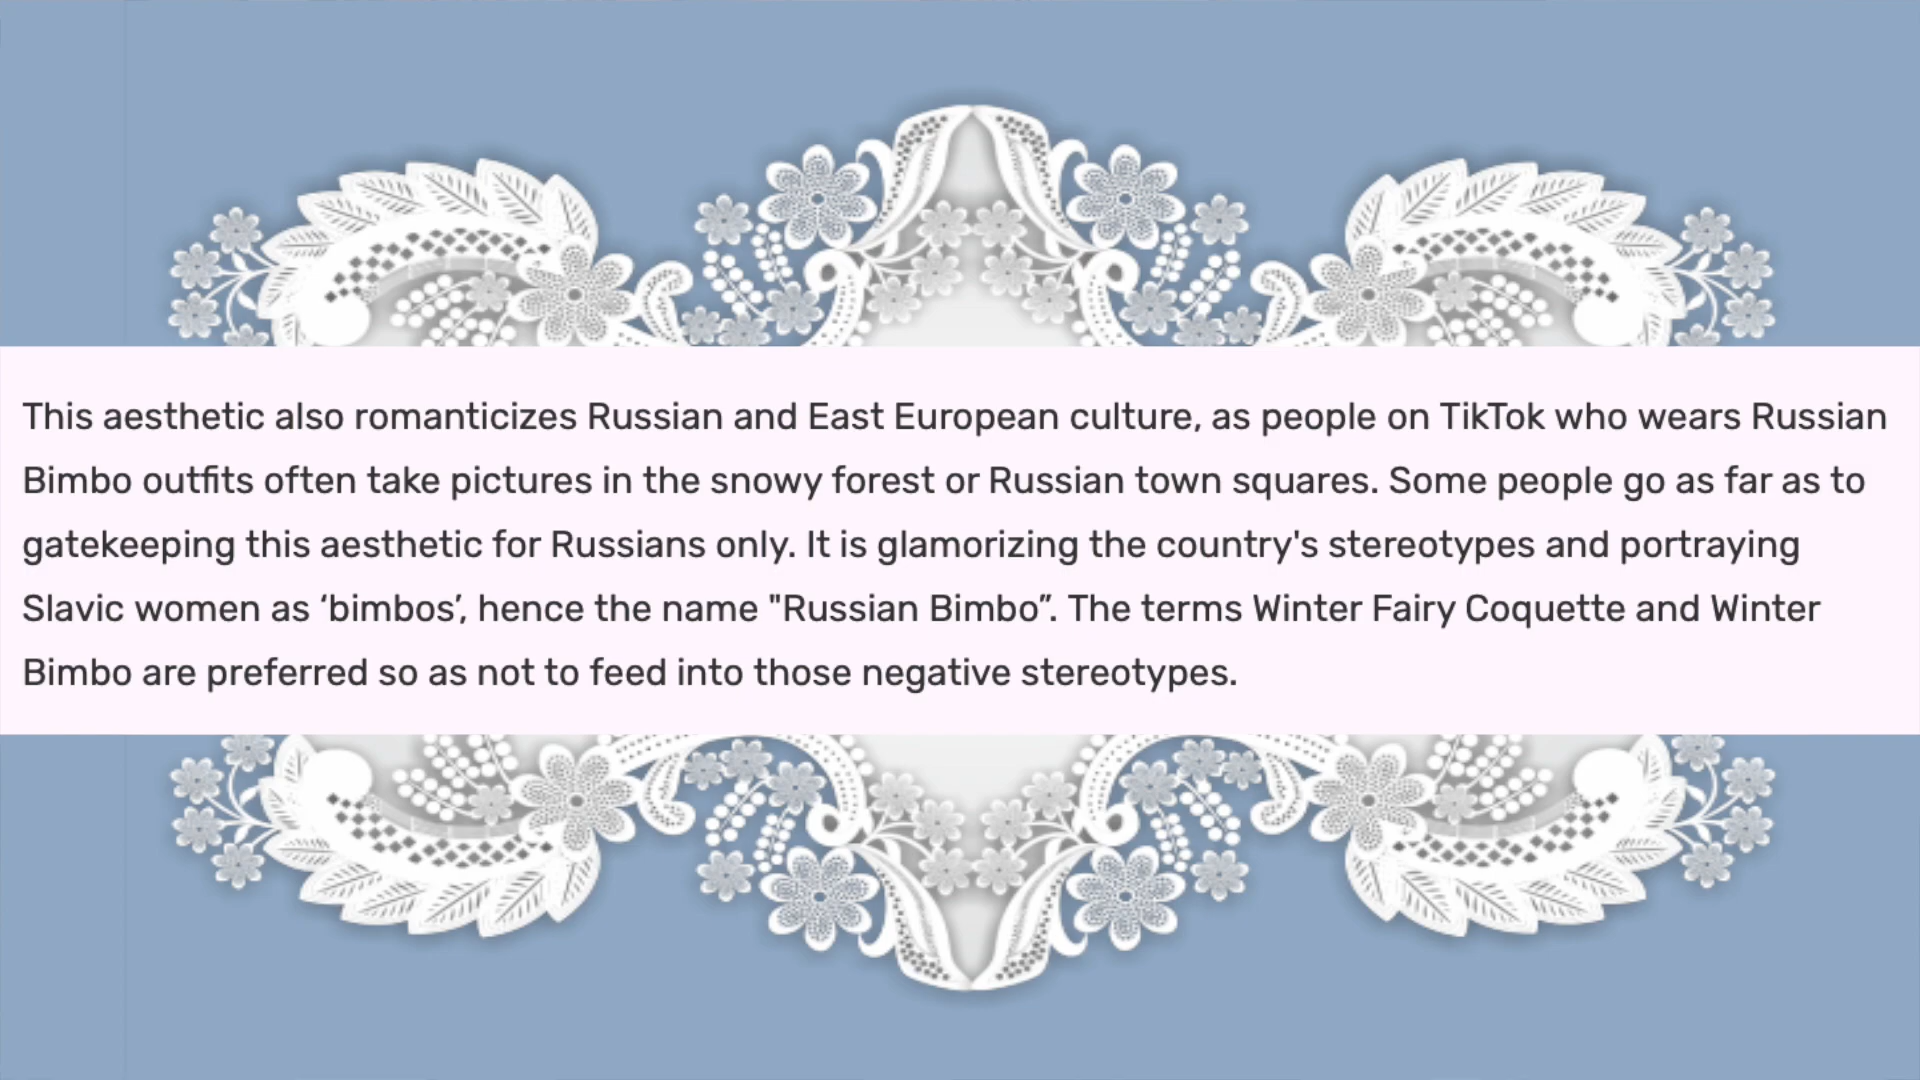 This aesthetic also romanticizes Russian and East European culture, as people on TikTok who wears Russian
Bimbo outfits often take pictures in the snowy forest or Russian town squares. Some people go as far as to
gatekeeping this aesthetic for Russians only. It is glamorizing the country's stereotypes and portraying
Slavic women as ‘bimbos’, hence the name "Russian Bimbo”. The terms Winter Fairy Coquette and Winter
Bimbo are preferred so as not to feed into those negative stereotypes.